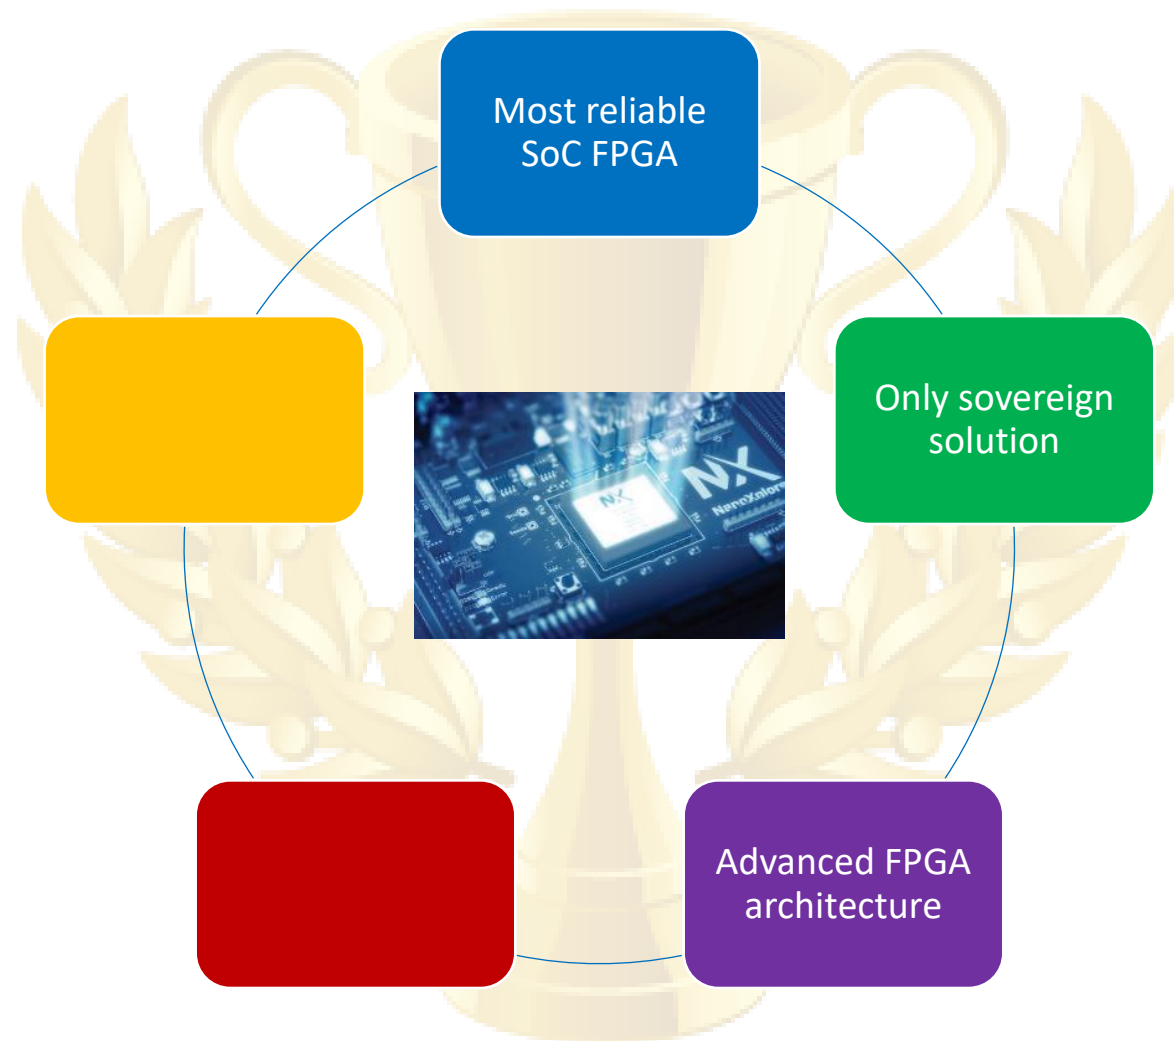 Most reliable
SoC FPGA
Only sovereign
solution
NX
NX
NanoXplore
Advanced FPGA
architecture